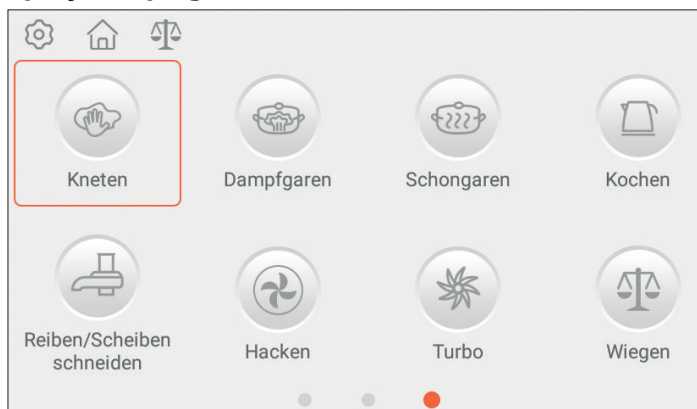 Kneten
Dampfgaren
Schongaren
Kochen
Reiben/Scheiben
schneiden
Hacken
Turbo
Wiegen